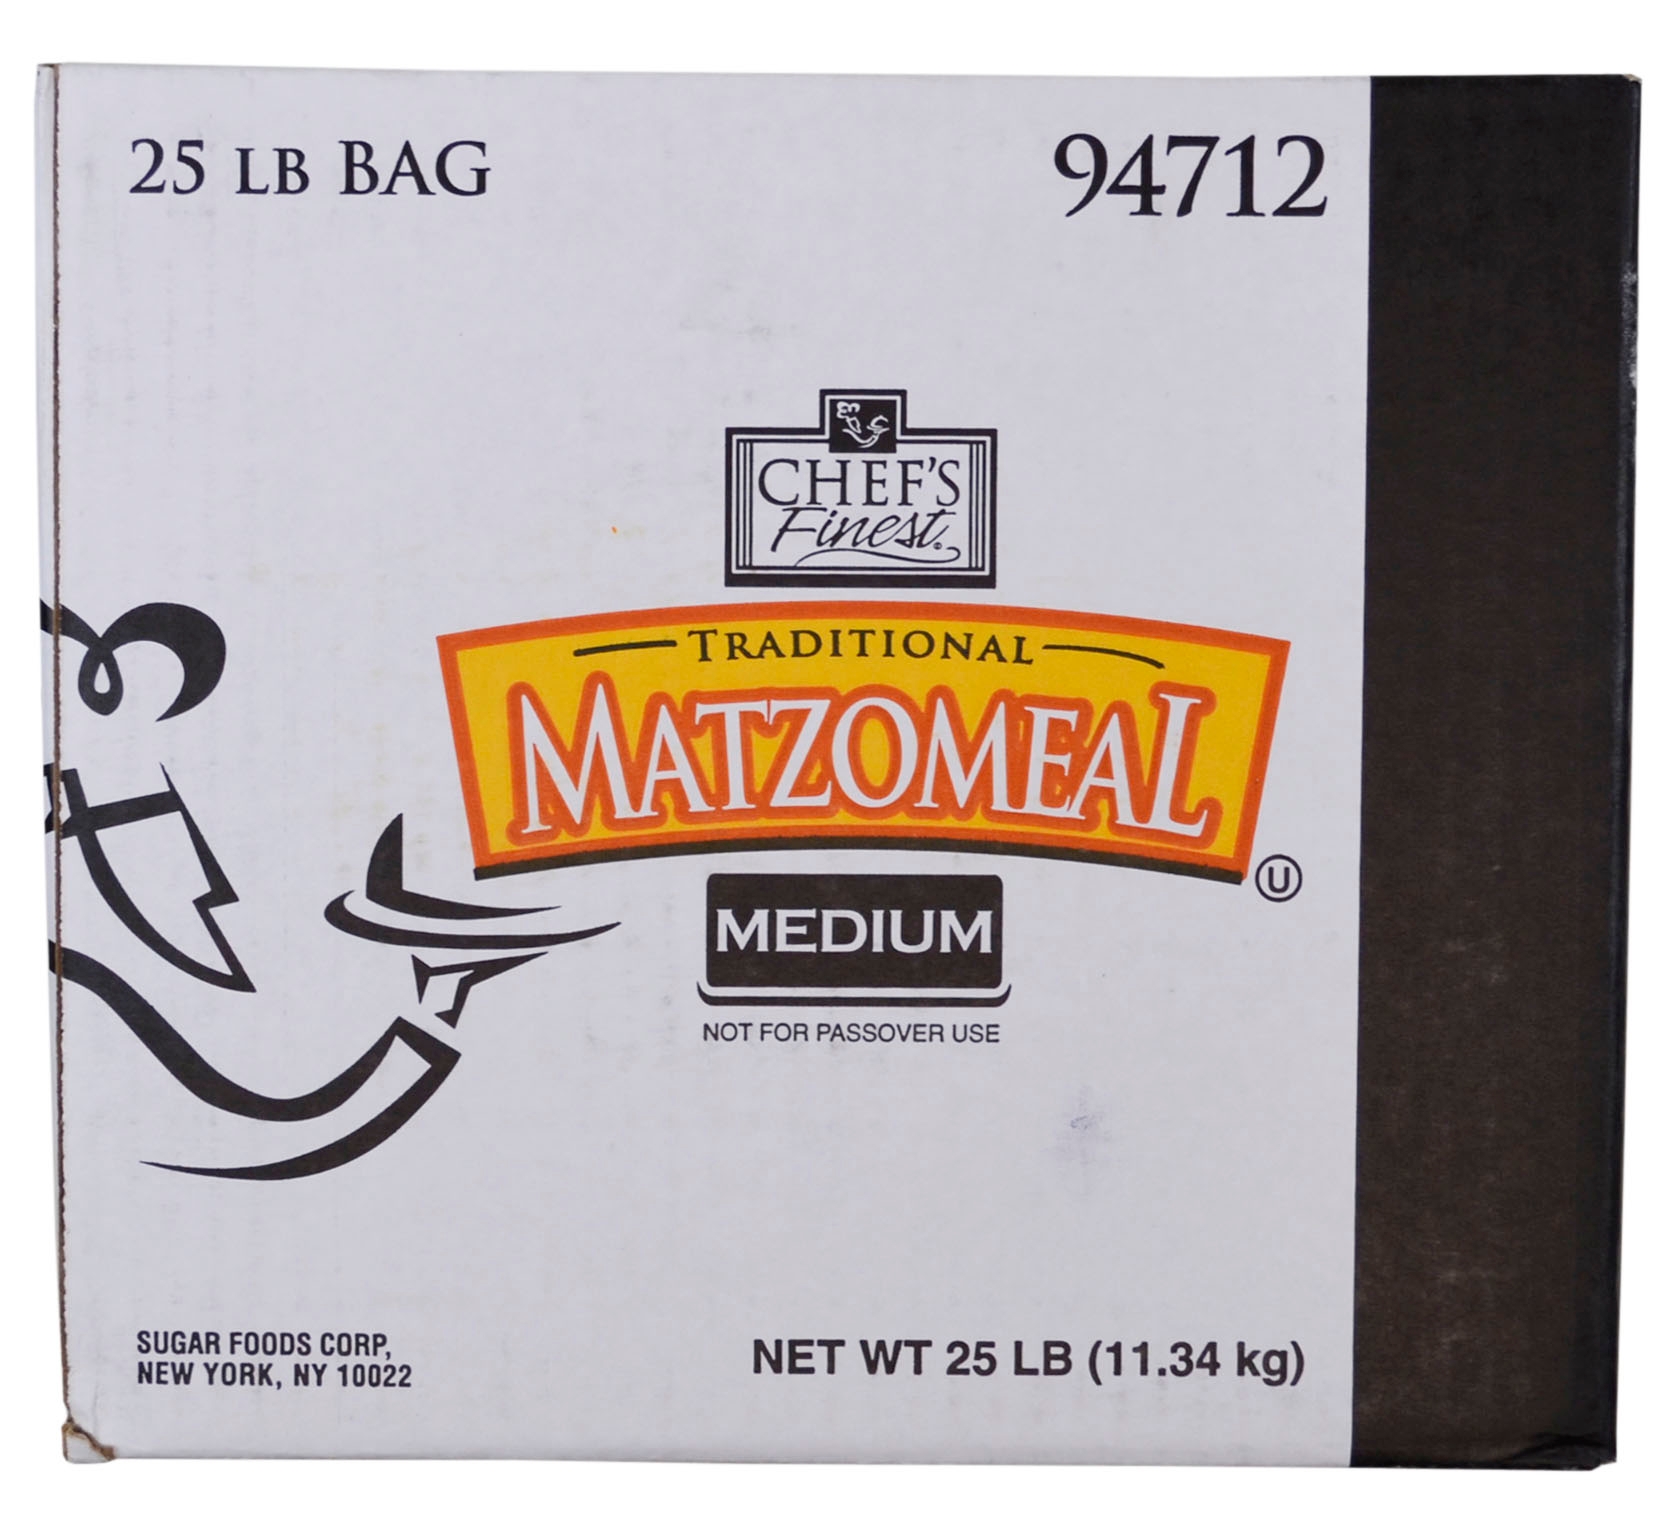 25 LB BAG
94712
CHEF'S
Finest®
TRADITIONAL
MATZOMEAL
U
MEDIUM
NOT FOR PASSOVER USE
SUGAR FOODS CORP,
NEW YORK, NY 10022
NET WT 25 LB (11.34 kg)